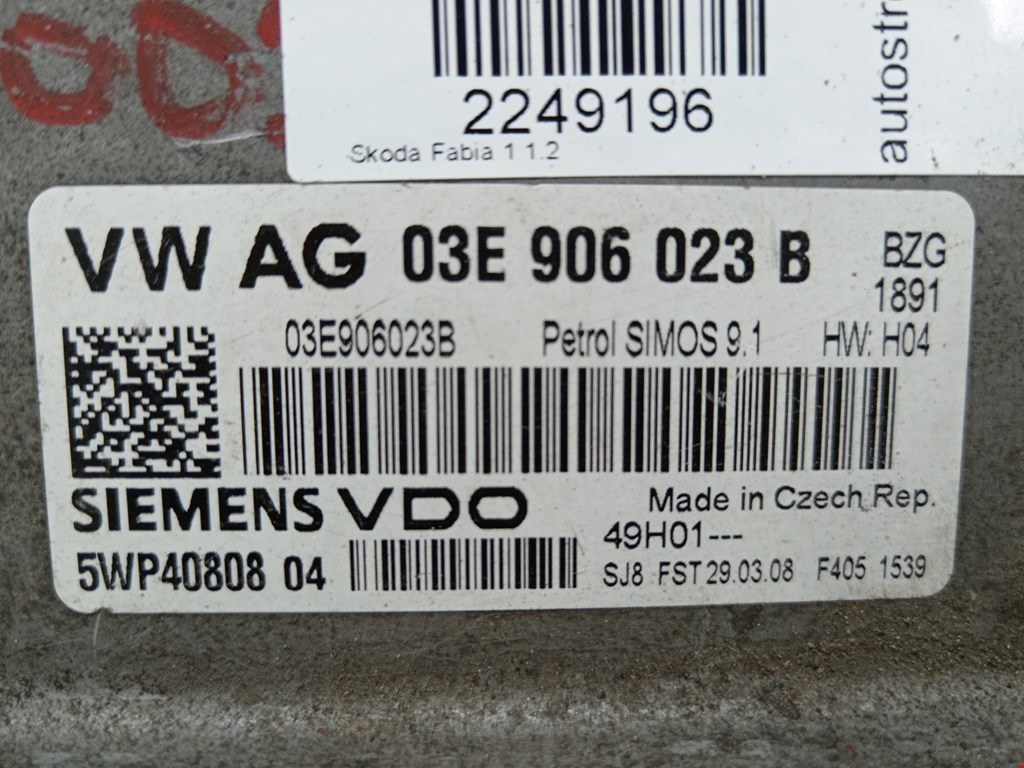 2249196
Skoda Fabia 1 1.2
VW AG 03E 906 023 B BZG
1891
03E906023B Petrol SIMOS 9.1 HW: H04
SIEMENS VDO Made in Czech Rep.
49H01---
5WP40808 04 SJ8 FST 29.03.08 F405 1539